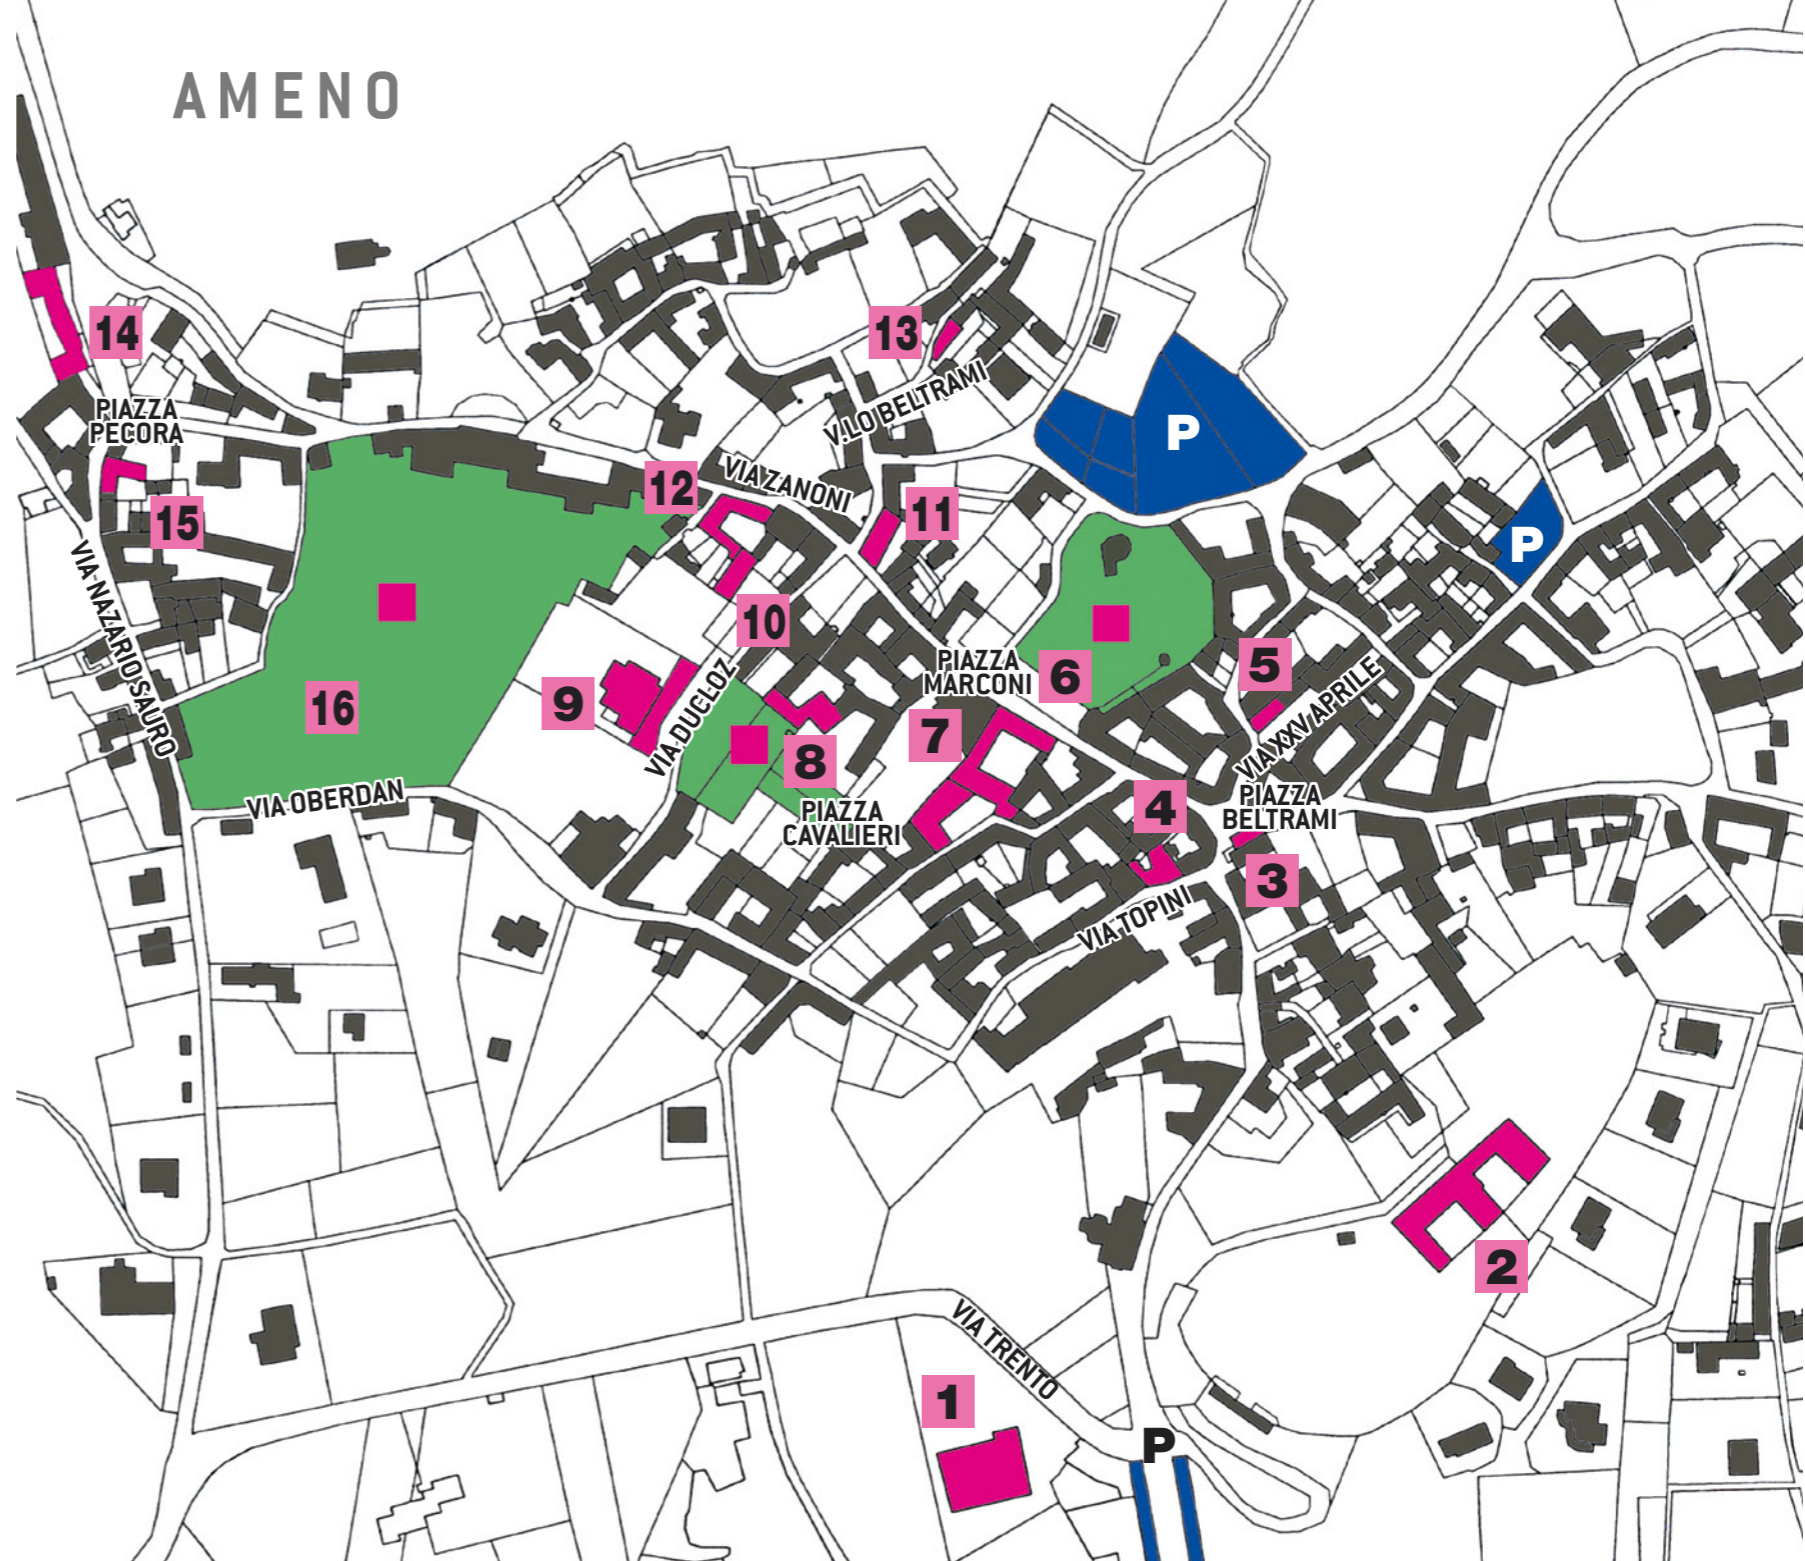 AMENO
14
13
PIAZZA
PECORA
V.LO BELTRAMI
P
12
VIA ZANONI
11
15
P
VIA NAZARIO SAURO
10
PIAZZA
MARCONI
6
5
9
16
VIA DUCLOZ
7
VIA XXV APRILE
8
VIA OBERDAN
PIAZZA
CAVALIERI
4
PIAZZA
BELTRAMI
3
VIA TOPINI
2
VIA TRENTO
1
P